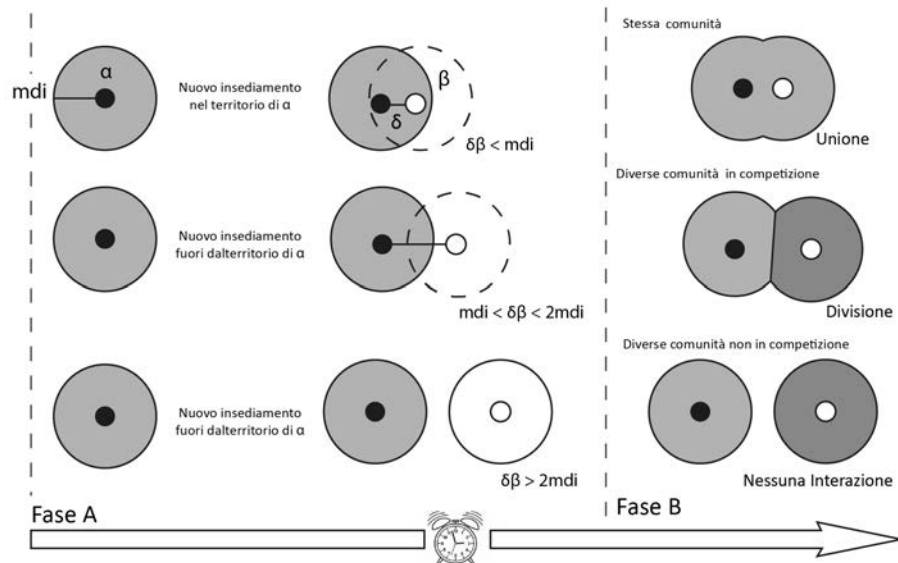 mdi
α
Nuovo insediamento
nel territorio di α
β
δ
δβ < mdi
Stessa comunità
Unione
Nuovo insediamento
fuori dalterritorio di α
mdi < δβ < 2mdi
Diverse comunità in competizione
Divisione
Nuovo insediamento
fuori dalterritorio di α
δβ > 2mdi
Diverse comunità non in competizione
Nessuna Interazione
Fase A
Fase B